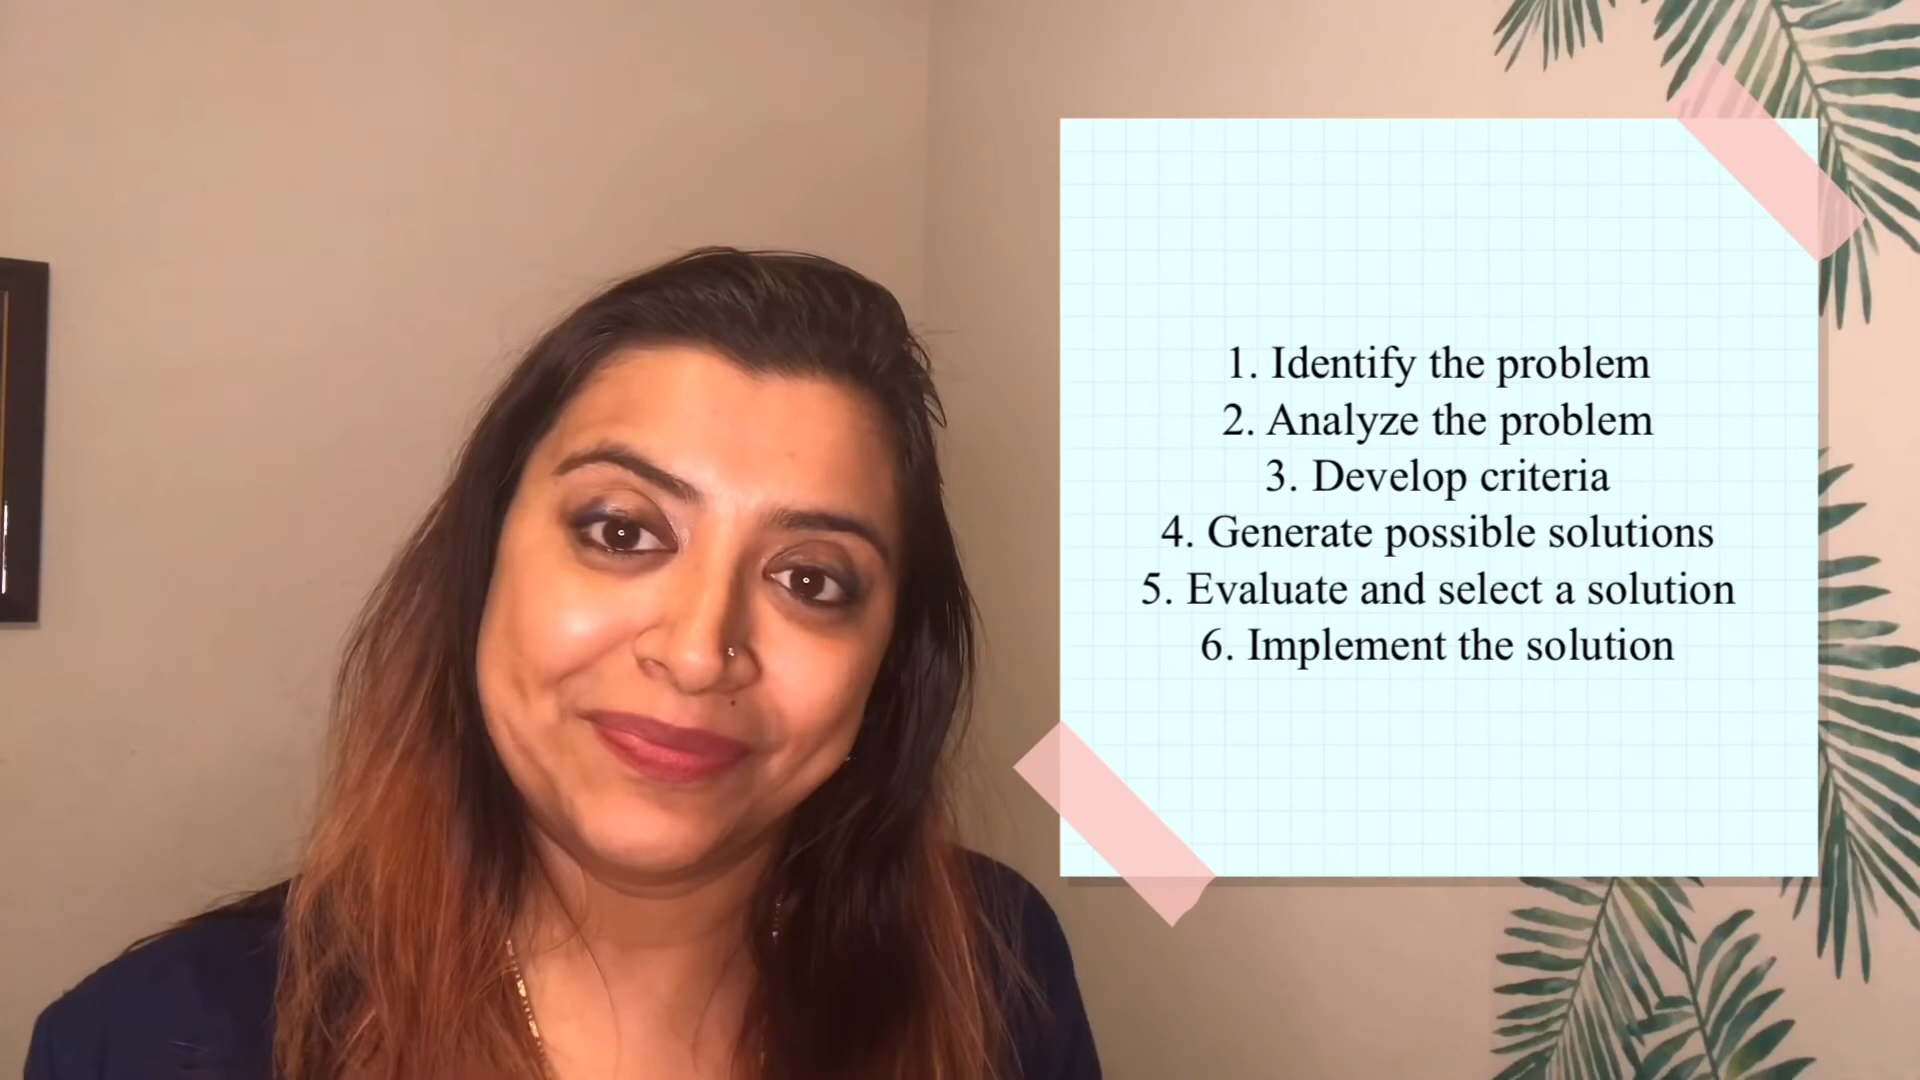 1. Identify the problem
2. Analyze the problem
3. Develop criteria
4. Generate possible solutions
5. Evaluate and select a solution
6. Implement the solution